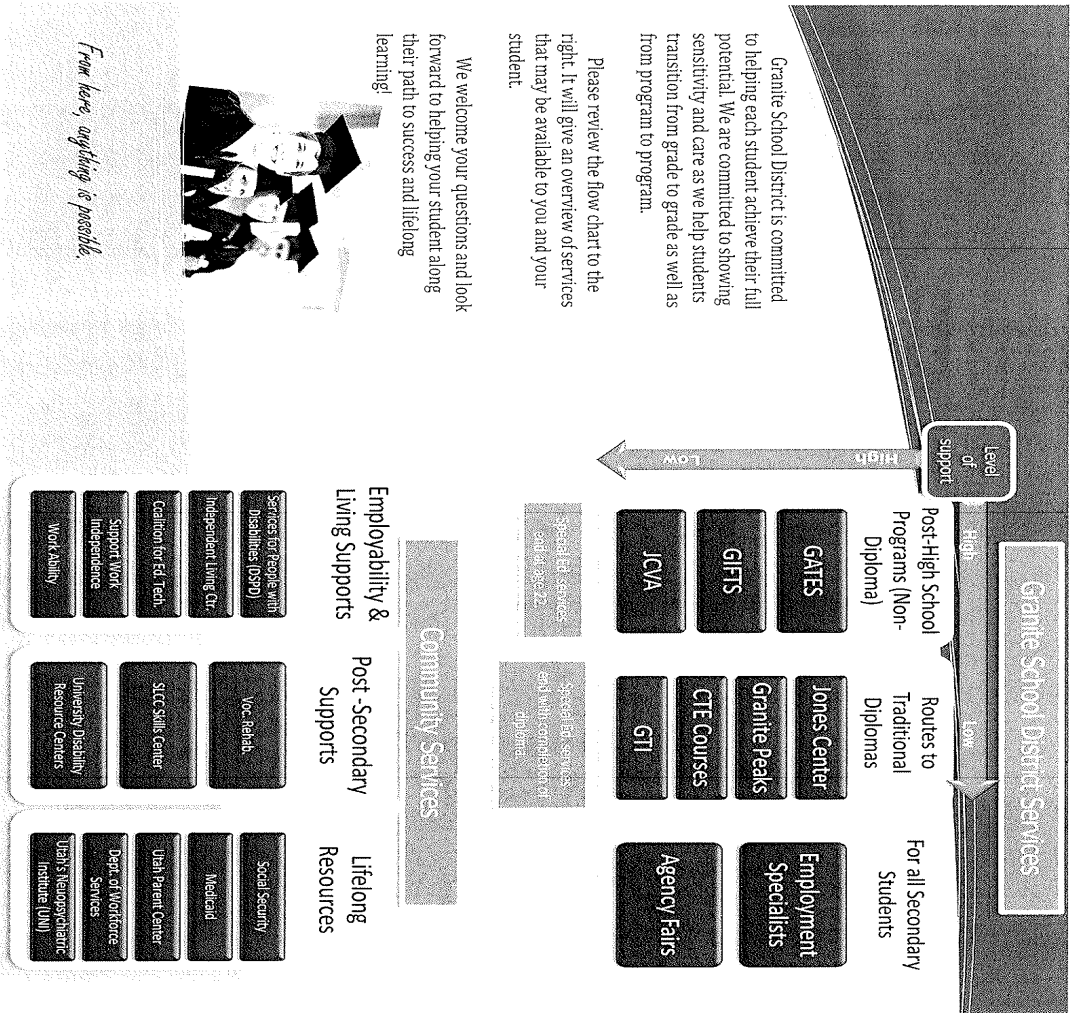 Granite School District is committed
to helping each student achieve their full
potential. We are committed to showing
sensitivity and care as we help students
transition from grade to grade as well as
from program to program.
Please review the flow chart to the
right. It will give an overview of services
that may be available to you and your
student.
We welcome your questions and look
forward to helping your student along
their path to success and lifelong
learning!
From here, anything is possible,
Granite School District Services
Level
of
support
High
Low
High
Low
Post-High School
Programs (Non-
Diploma)
GATES
GIFTS
JCVA
Special Ed. services
end at age 22
Routes to
Traditional
Diplomas
Jones Center
Granite Peaks
CTE Courses
GTI
Special Ed. services
end with completion of
diploma
For all Secondary
Students
Employment
Specialists
Agency Fairs
Community Services
Employability &
Living Supports
Services for People with
Disabilities (DSPD)
Independent Living Ctr.
Coalition for Ed. Tech.
Support Work
Independence
Work Ability
Post -Secondary
Supports
Voc. Rehab.
SLCC Skills Center
University Disability
Resource Centers
Lifelong
Resources
Social Security
Medicaid
Utah Parent Center
Dept. of Workforce
Services
Utah's Neuopsychiatric
Institute (UNI)